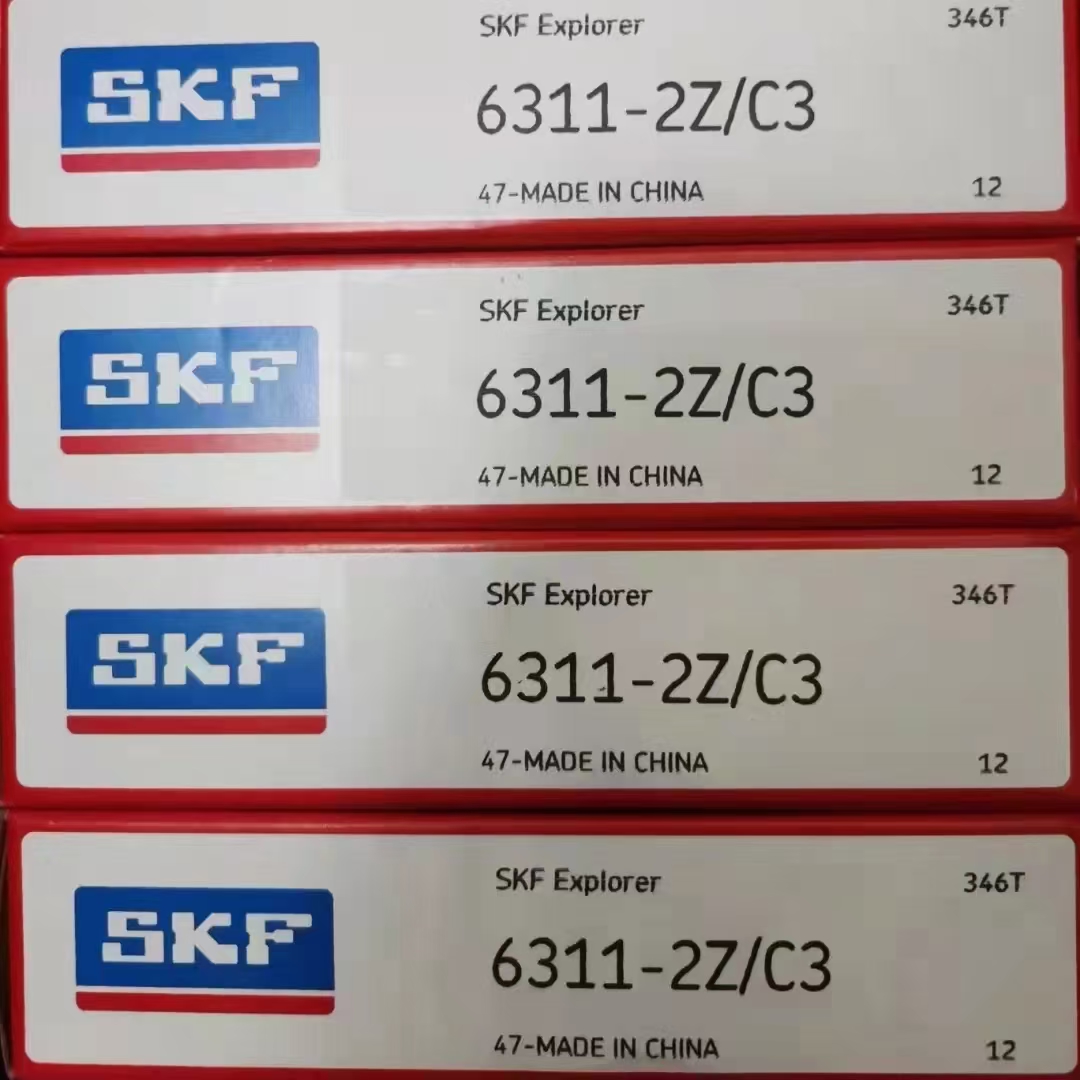 SKF
SKF Explorer 346T
6311-2Z/C3
47-MADE IN CHINA 12
SKF
SKF Explorer 346T
6311-2Z/C3
47-MADE IN CHINA 12
SKF
SKF Explorer 346T
6311-2Z/C3
47-MADE IN CHINA 12
SKF
SKF Explorer 346T
6311-2Z/C3
47-MADE IN CHINA 12